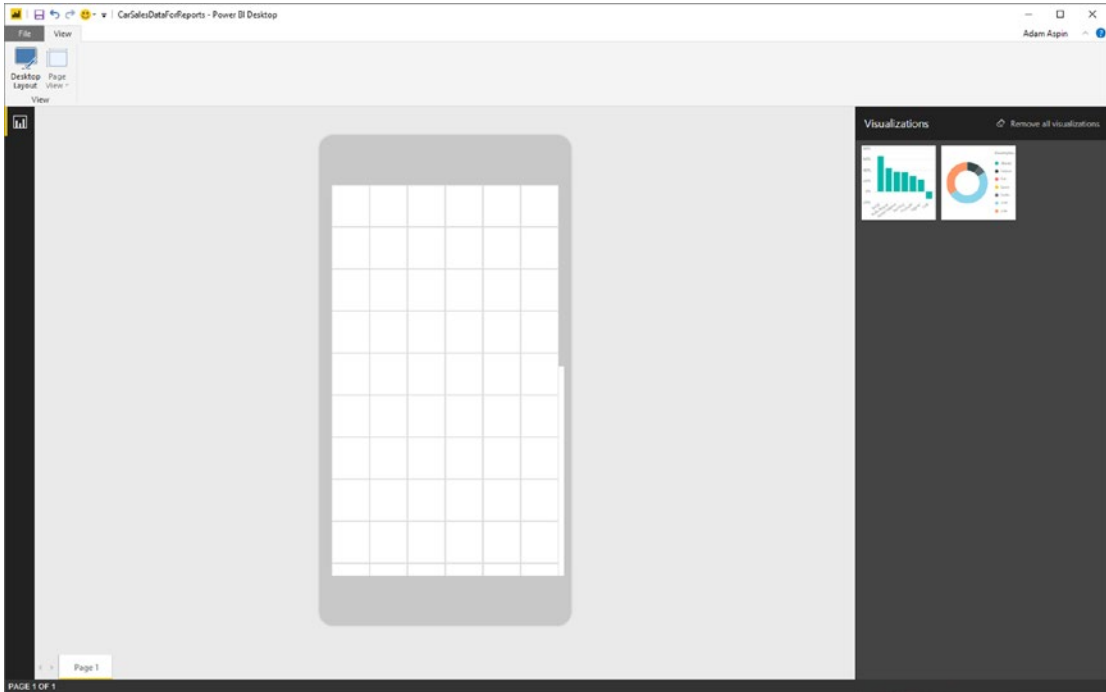 CarSalesDataForReports - Power BI Desktop
File View
Adam Aspin
Desktop Layout
Page View
View
Visualizations
Remove all visualizations
Page 1
PAGE 1 OF 1